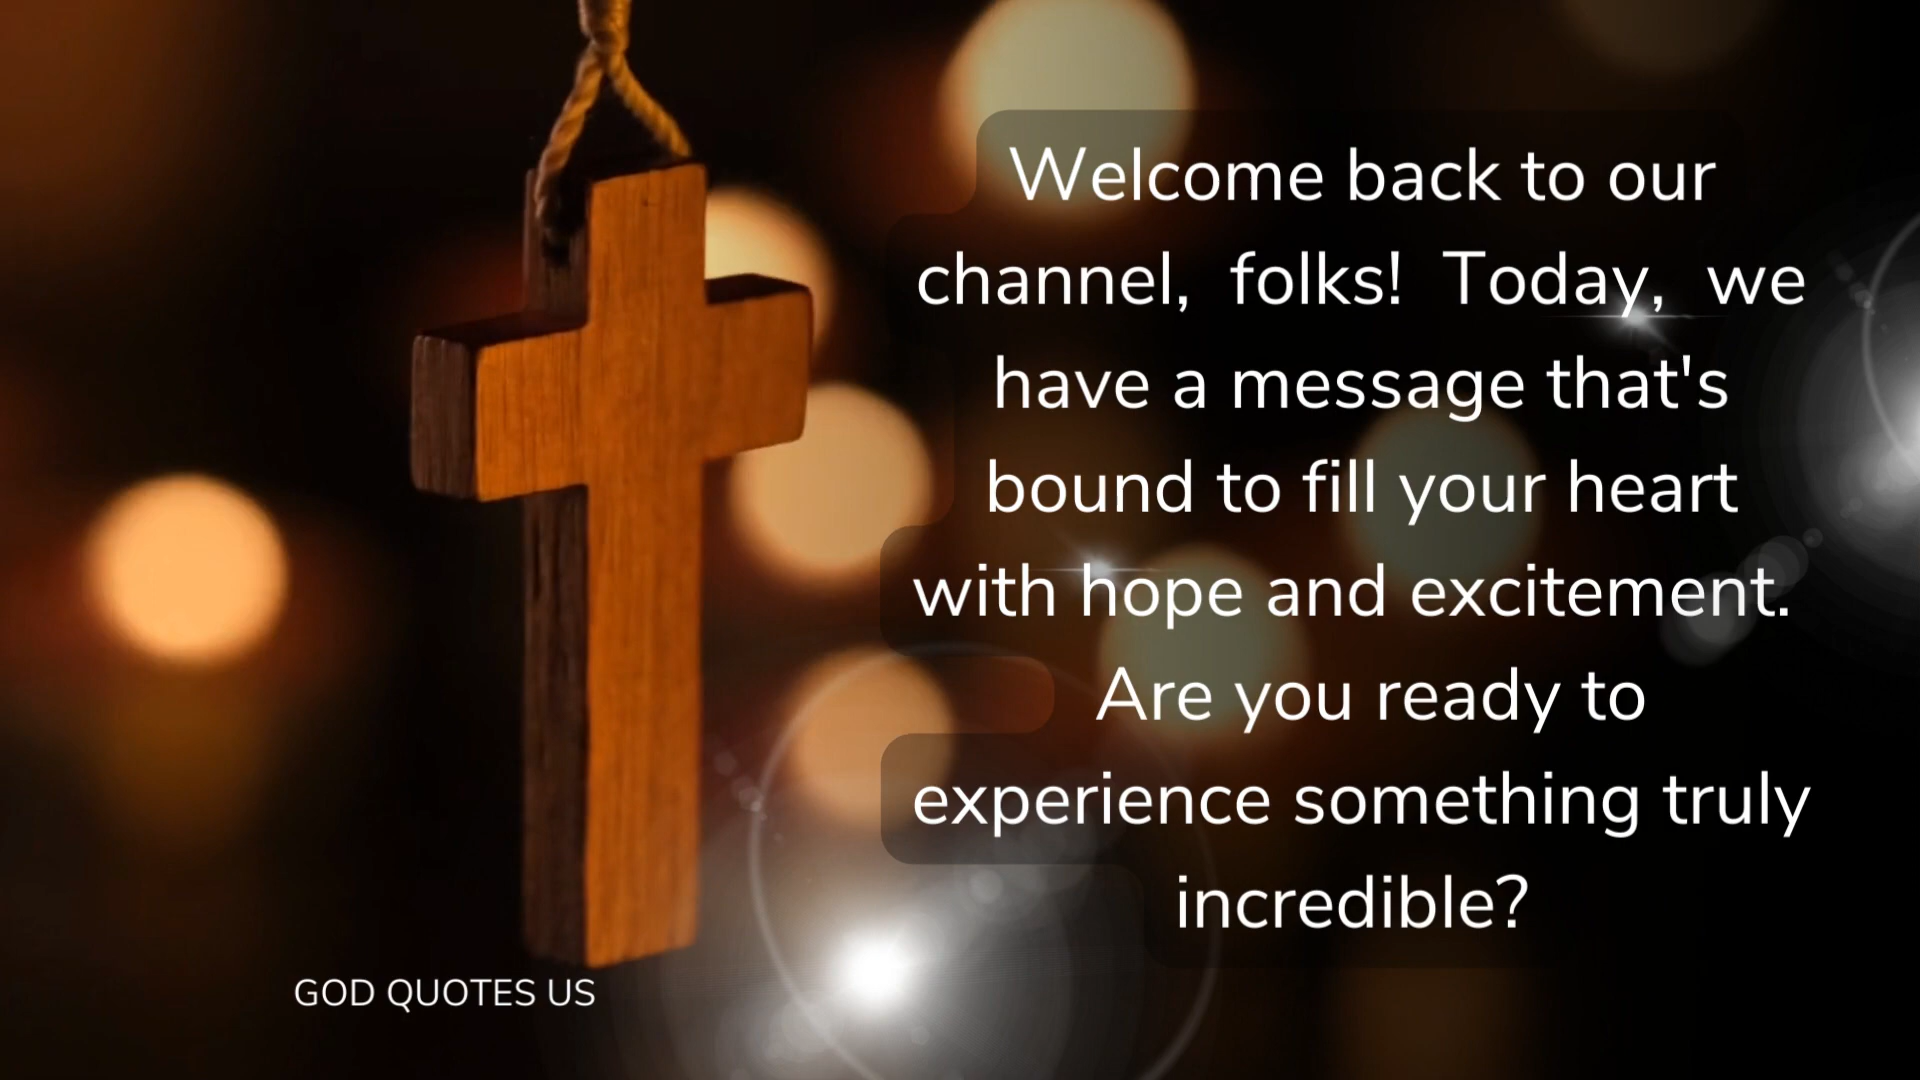 Welcome back to our
channel, folks! Today, we
have a message that's
bound to fill your heart
with hope and excitement.
Are you ready to
experience something truly
incredible?
GOD QUOTES US